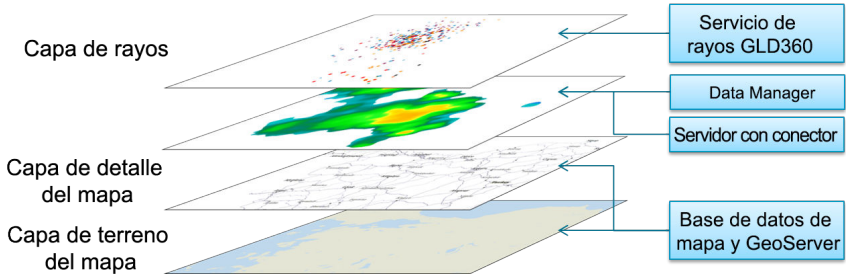 Capa de rayos
Servicio de
rayos GLD360
Data Manager
Servidor con conector
Capa de detalle
del mapa
Capa de terreno
del mapa
Base de datos de
mapa y GeoServer